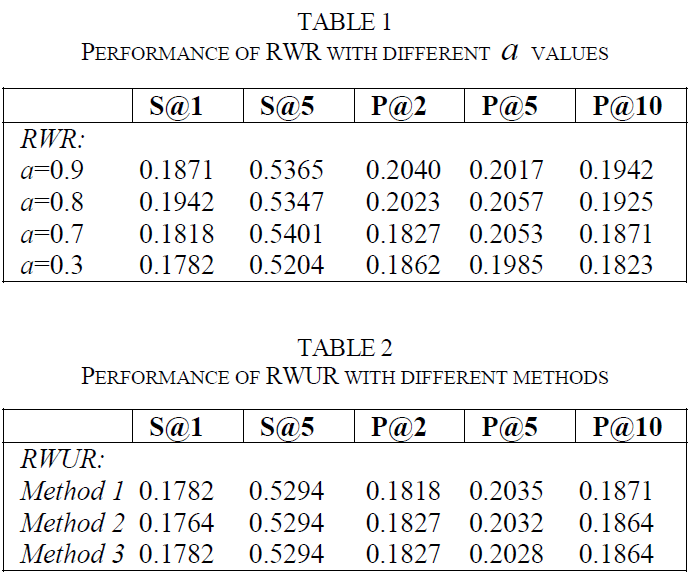 TABLE 1
PERFORMANCE OF RWR WITH DIFFERENT a VALUES
S@1 S@5 P@2 P@5 P@10
RWR:
a=0.9 0.1871 0.5365 0.2040 0.2017 0.1942
a=0.8 0.1942 0.5347 0.2023 0.2057 0.1925
a=0.7 0.1818 0.5401 0.1827 0.2053 0.1871
a=0.3 0.1782 0.5204 0.1862 0.1985 0.1823
TABLE 2
PERFORMANCE OF RWUR WITH DIFFERENT METHODS
S@1 S@5 P@2 P@5 P@10
RWUR:
Method 1 0.1782 0.5294 0.1818 0.2035 0.1871
Method 2 0.1764 0.5294 0.1827 0.2032 0.1864
Method 3 0.1782 0.5294 0.1827 0.2028 0.1864